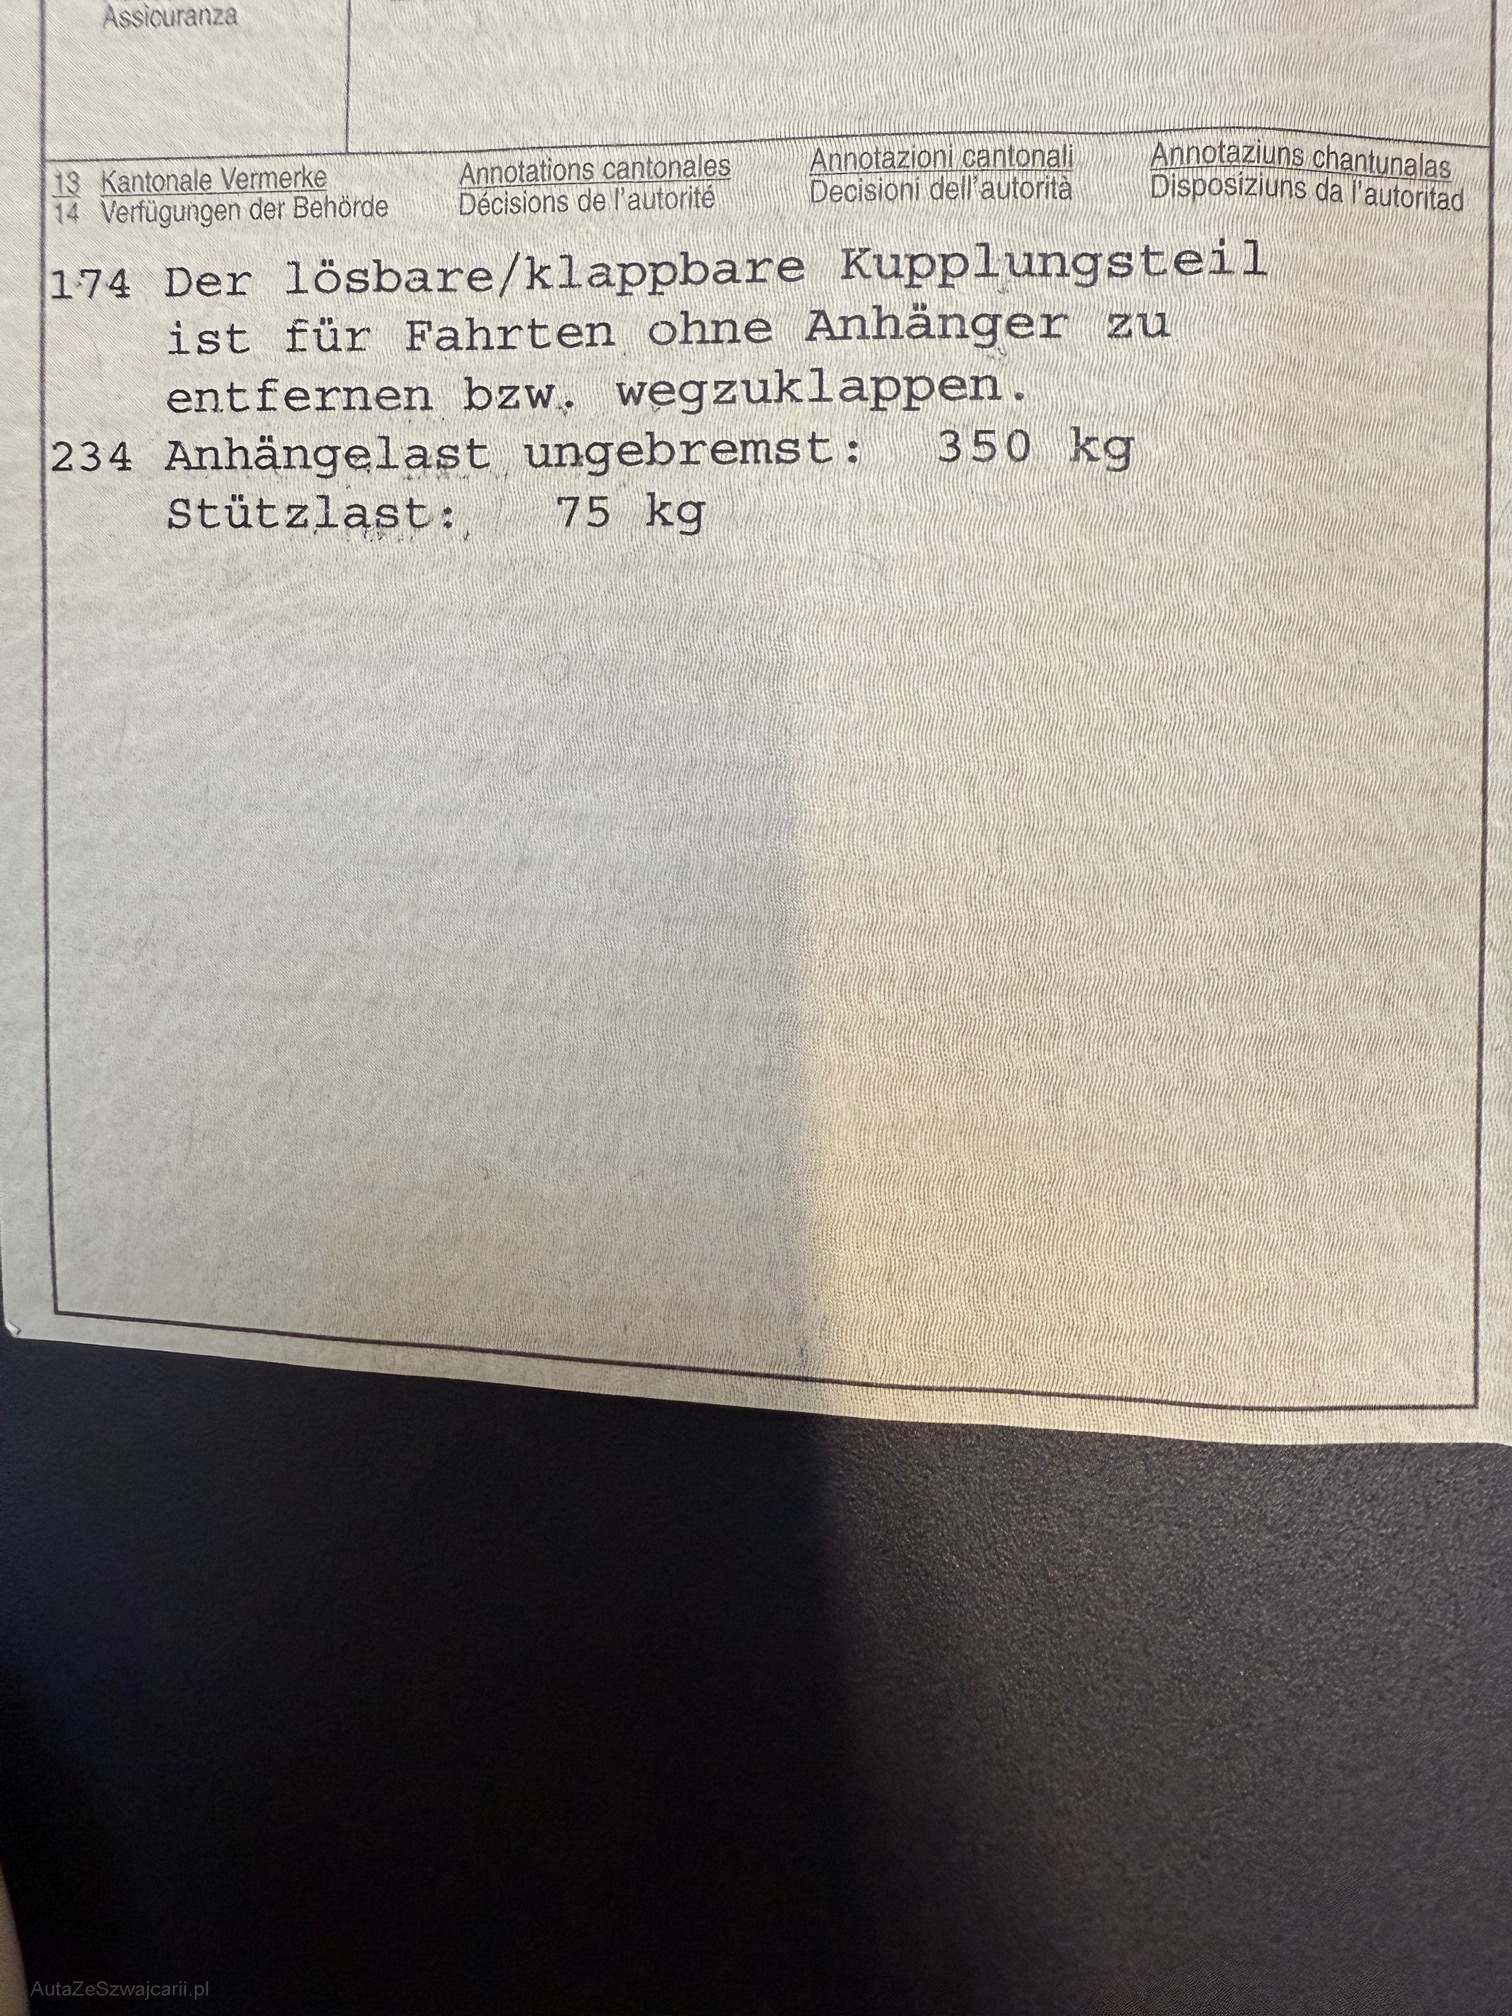 Assicuranza
13 Kantonale Vermerke Annotations cantonales Annotazioni cantonali Annotaziuns chantunalas
14 Verfügungen der Behörde Décisions de l'autorité Decisioni dell'autorità Disposiziuns da l'autoritad
174 Der lösbare/klappbare Kupplungsteil
ist für Fahrten ohne Anhänger zu
entfernen bzw. wegzuklappen.
234 Anhängelast ungebremst: 350 kg
Stützlast: 75 kg
AutaZeSzwajcarii.pl